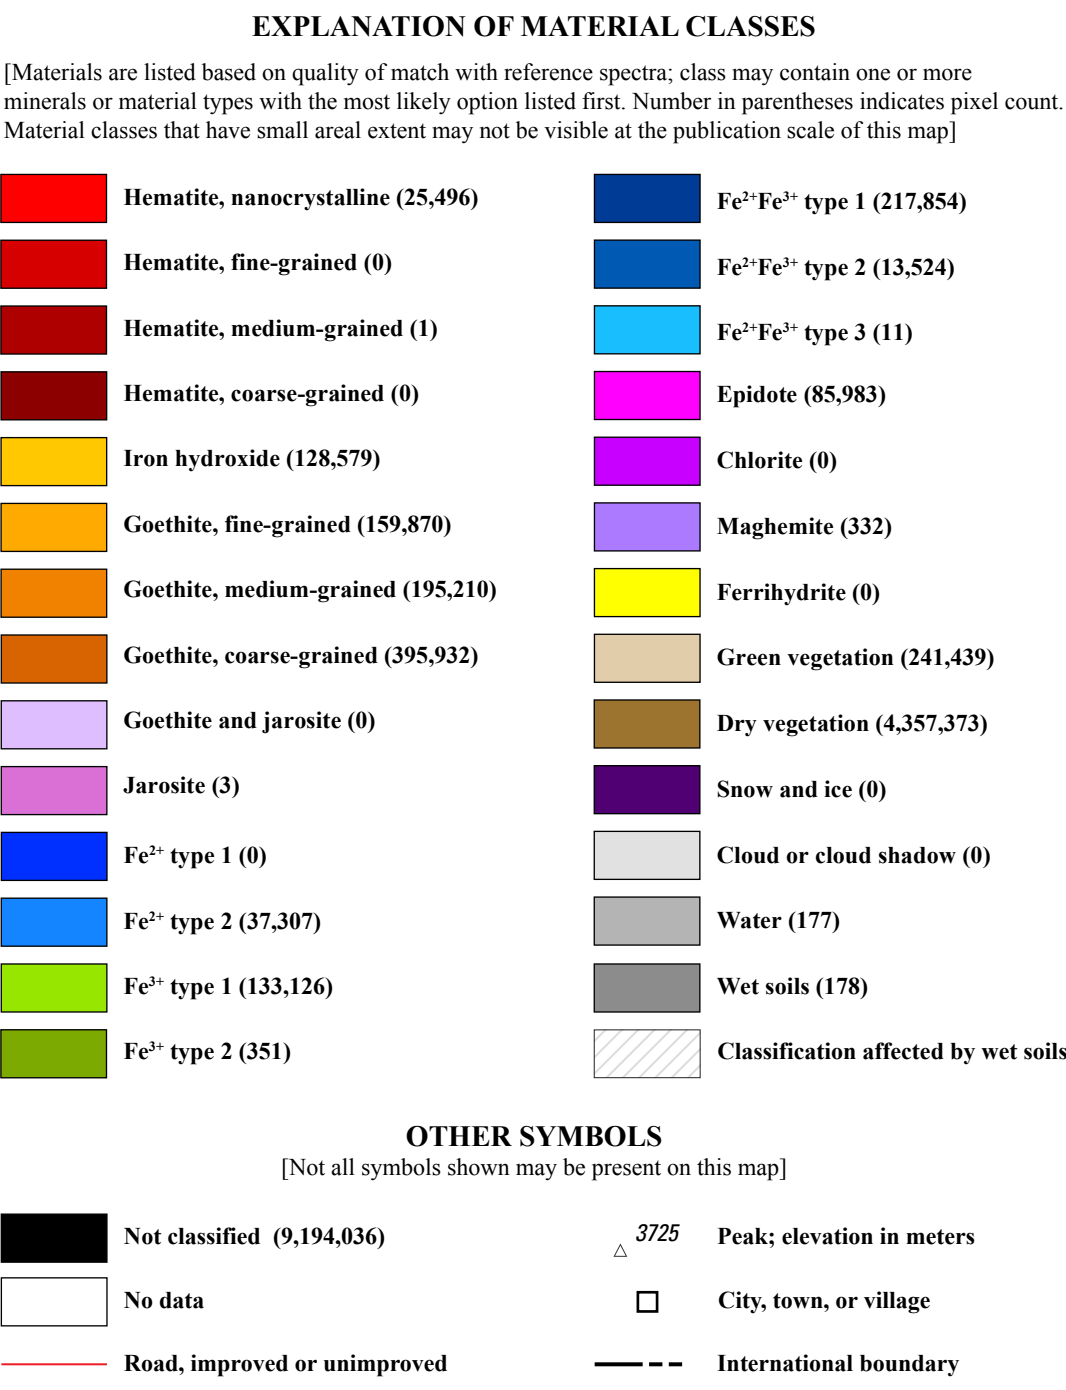 EXPLANATION OF MATERIAL CLASSES
[Materials are listed based on quality of match with reference spectra; class may contain one or more
minerals or material types with the most likely option listed first. Number in parentheses indicates pixel count.
Material classes that have small areal extent may not be visible at the publication scale of this map]
Hematite, nanocrystalline (25,496)
Hematite, fine-grained (0)
Hematite, medium-grained (1)
Hematite, coarse-grained (0)
Iron hydroxide (128,579)
Goethite, fine-grained (159,870)
Goethite, medium-grained (195,210)
Goethite, coarse-grained (395,932)
Goethite and jarosite (0)
Jarosite (3)
Fe²⁺ type 1 (0)
Fe²⁺ type 2 (37,307)
Fe³⁺ type 1 (133,126)
Fe³⁺ type 2 (351)
Fe²⁺Fe³⁺ type 1 (217,854)
Fe²⁺Fe³⁺ type 2 (13,524)
Fe²⁺Fe³⁺ type 3 (11)
Epidote (85,983)
Chlorite (0)
Maghemite (332)
Ferrihydrite (0)
Green vegetation (241,439)
Dry vegetation (4,357,373)
Snow and ice (0)
Cloud or cloud shadow (0)
Water (177)
Wet soils (178)
Classification affected by wet soils
OTHER SYMBOLS
[Not all symbols shown may be present on this map]
Not classified (9,194,036)
No data
Road, improved or unimproved
3725 Peak; elevation in meters
City, town, or village
International boundary